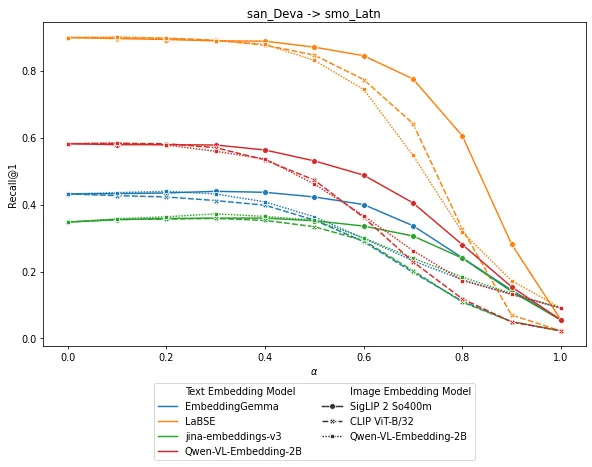 san_Deva -> smo_Latn
Recall@1
0.8
0.6
0.4
0.2
0.0
0.0 0.2 0.4 0.6 0.8 1.0
α
Text Embedding Model Image Embedding Model
EmbeddingGemma SigLIP 2 So400m
LaBSE CLIP ViT-B/32
jina-embeddings-v3 Qwen-VL-Embedding-2B
Qwen-VL-Embedding-2B